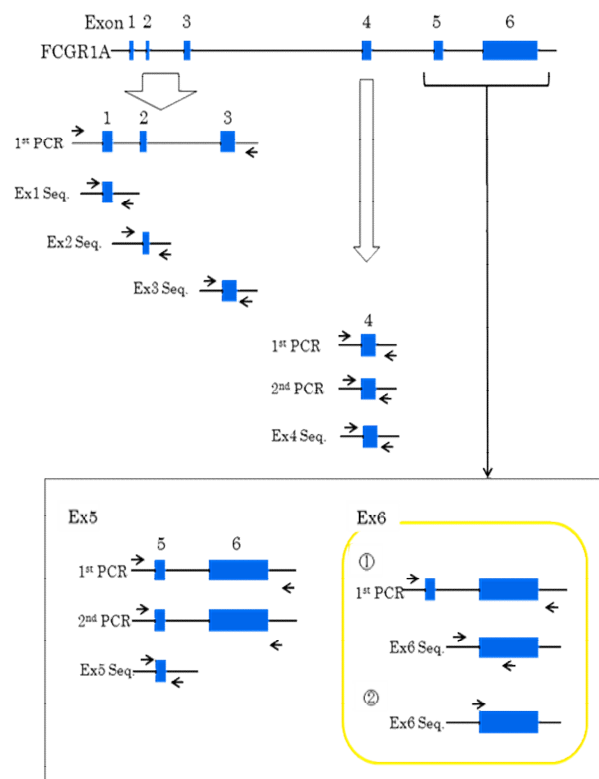 Exon 1 2 3 4 5 6
FCGR1A
1 2 3
1st PCR
Ex1 Seq.
Ex2 Seq.
Ex3 Seq.
4
1st PCR
2nd PCR
Ex4 Seq.
Ex5
5 6
1st PCR
2nd PCR
Ex5 Seq.
Ex6
①
1st PCR
Ex6 Seq.
②
Ex6 Seq.